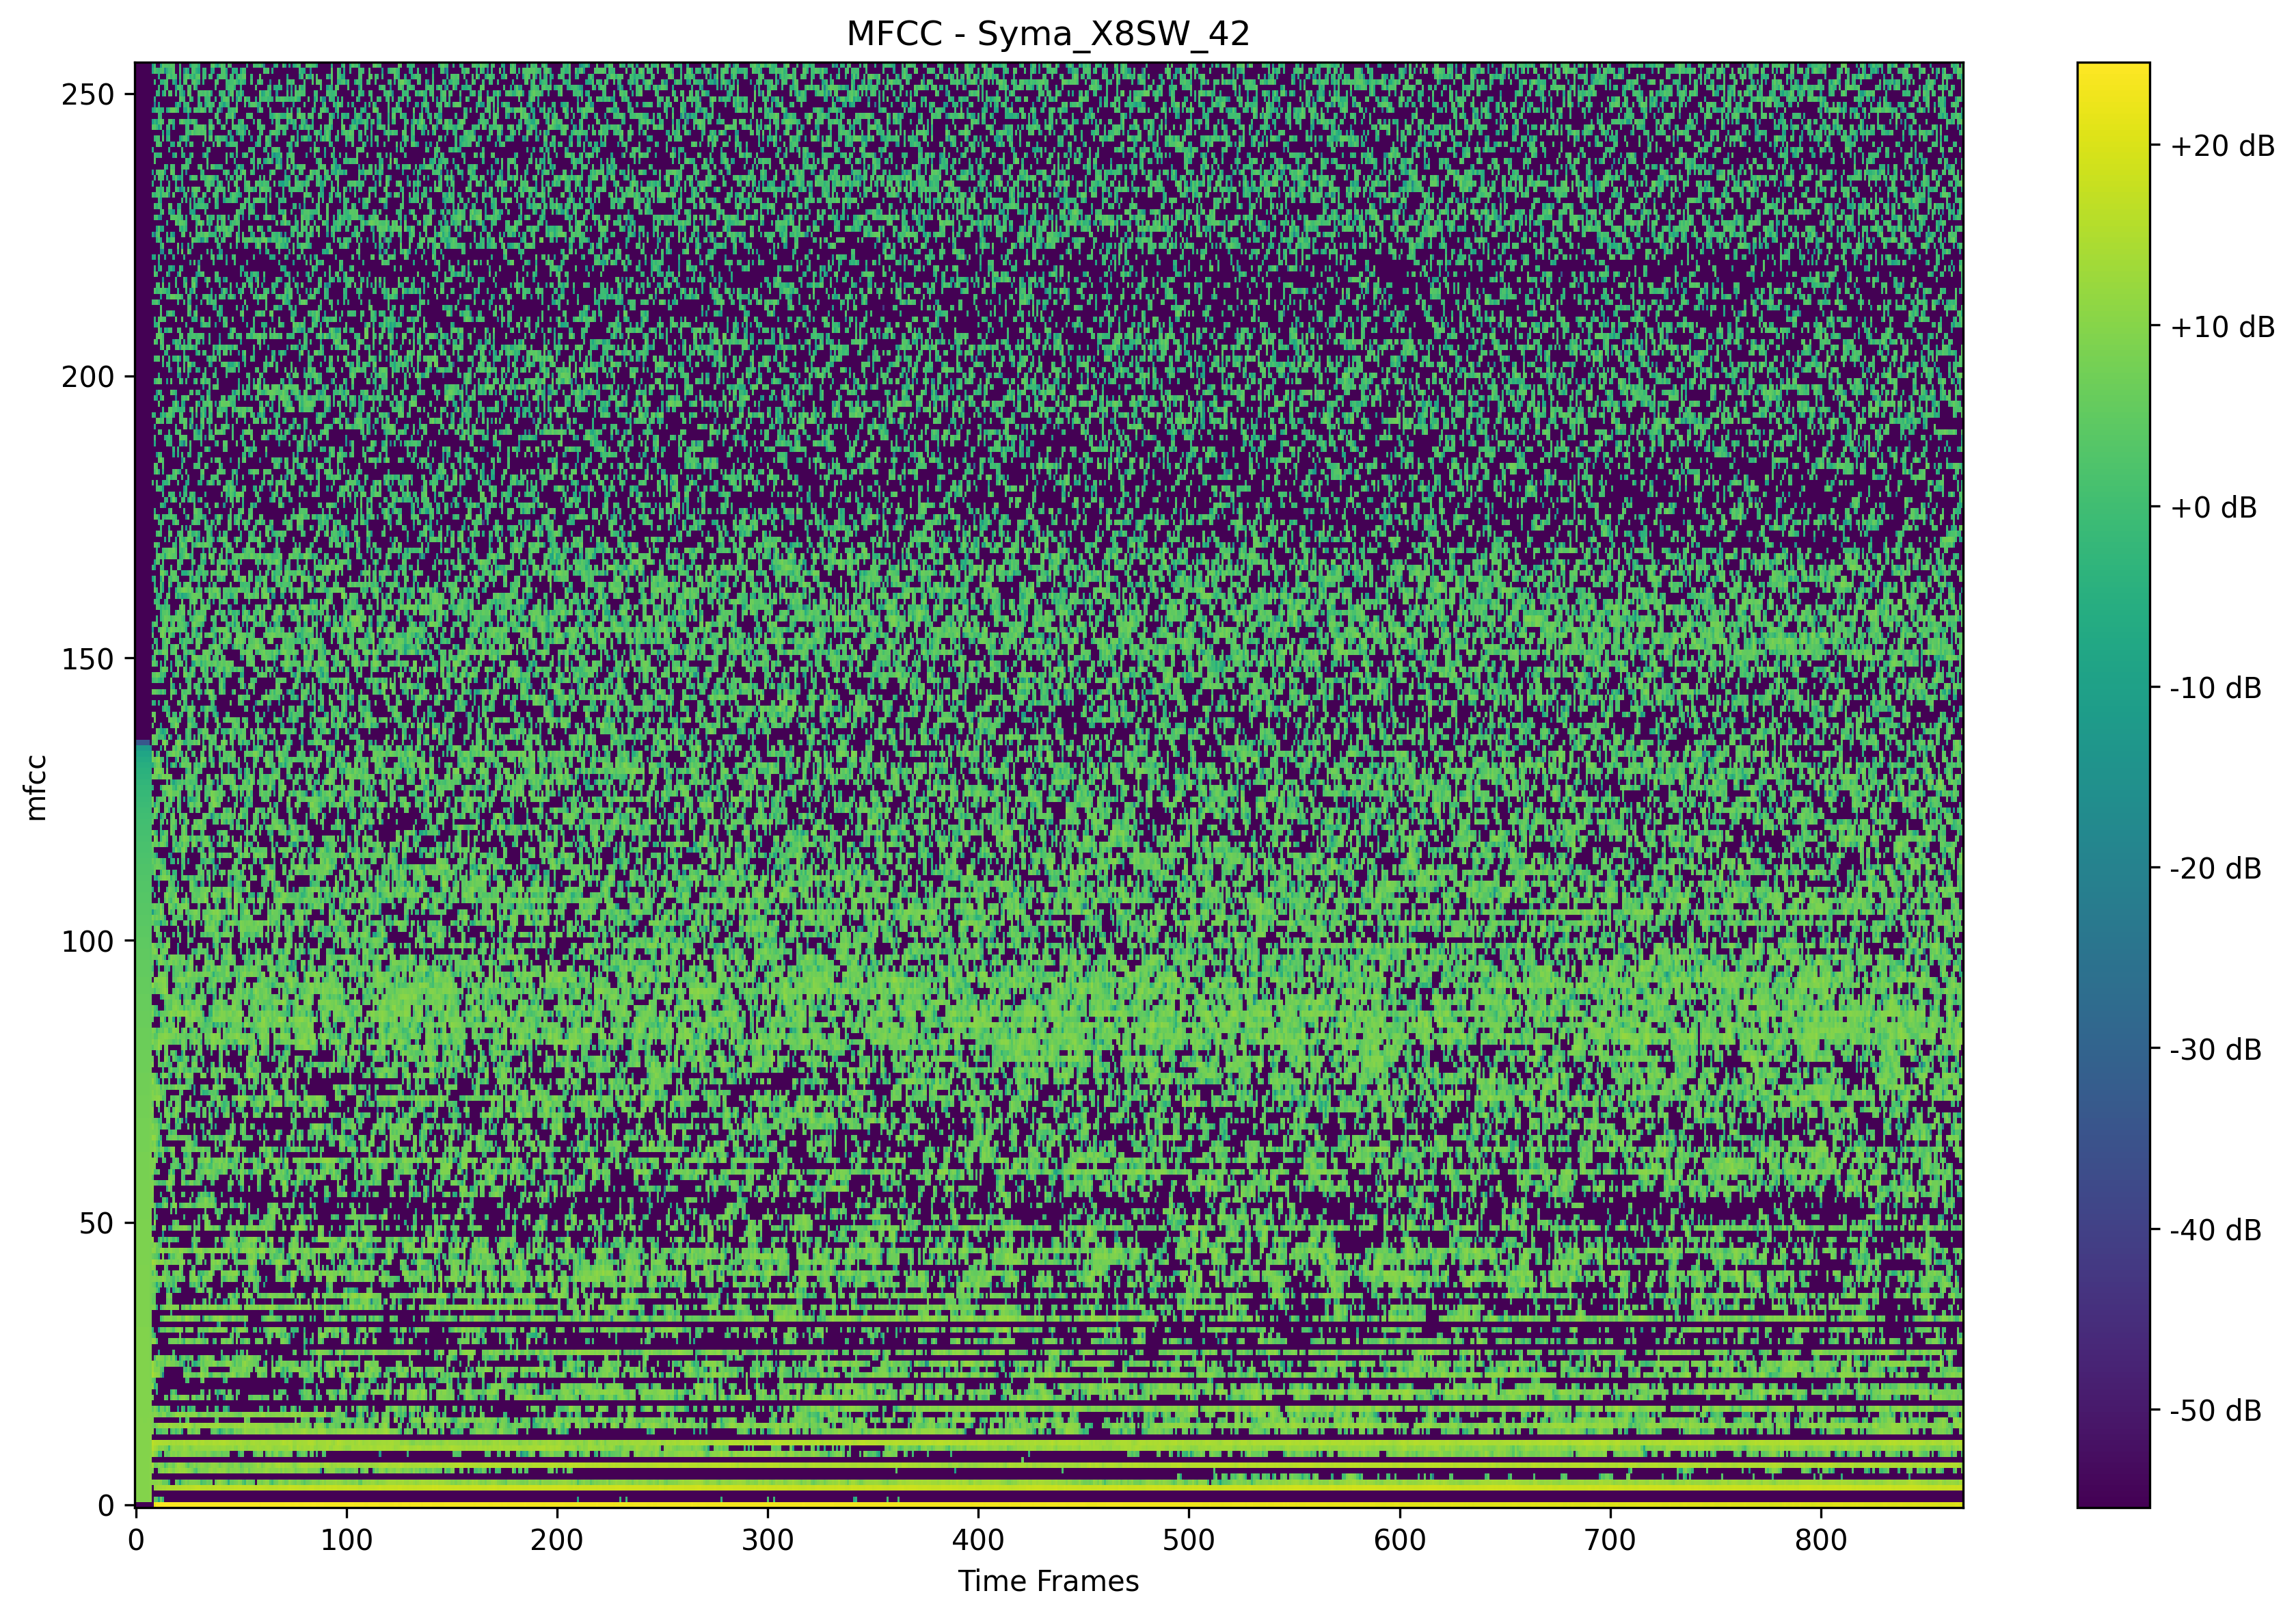 MFCC - Syma_X8SW_42
250
200
150
100
50
0
mfcc
0 100 200 300 400 500 600 700 800
Time Frames
+20 dB
+10 dB
+0 dB
-10 dB
-20 dB
-30 dB
-40 dB
-50 dB